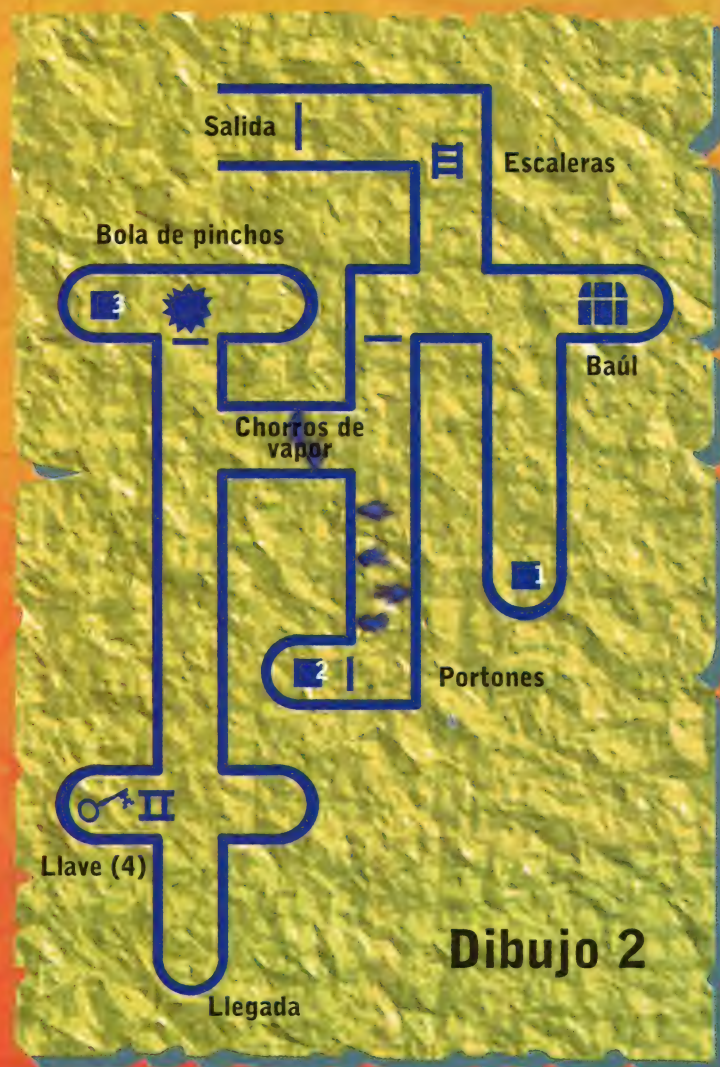 Salida
Escaleras
Bola de pinchos
3
Baúl
Chorros de
vapor
1
2
Portones
Llave (4)
Dibujo 2
Llegada